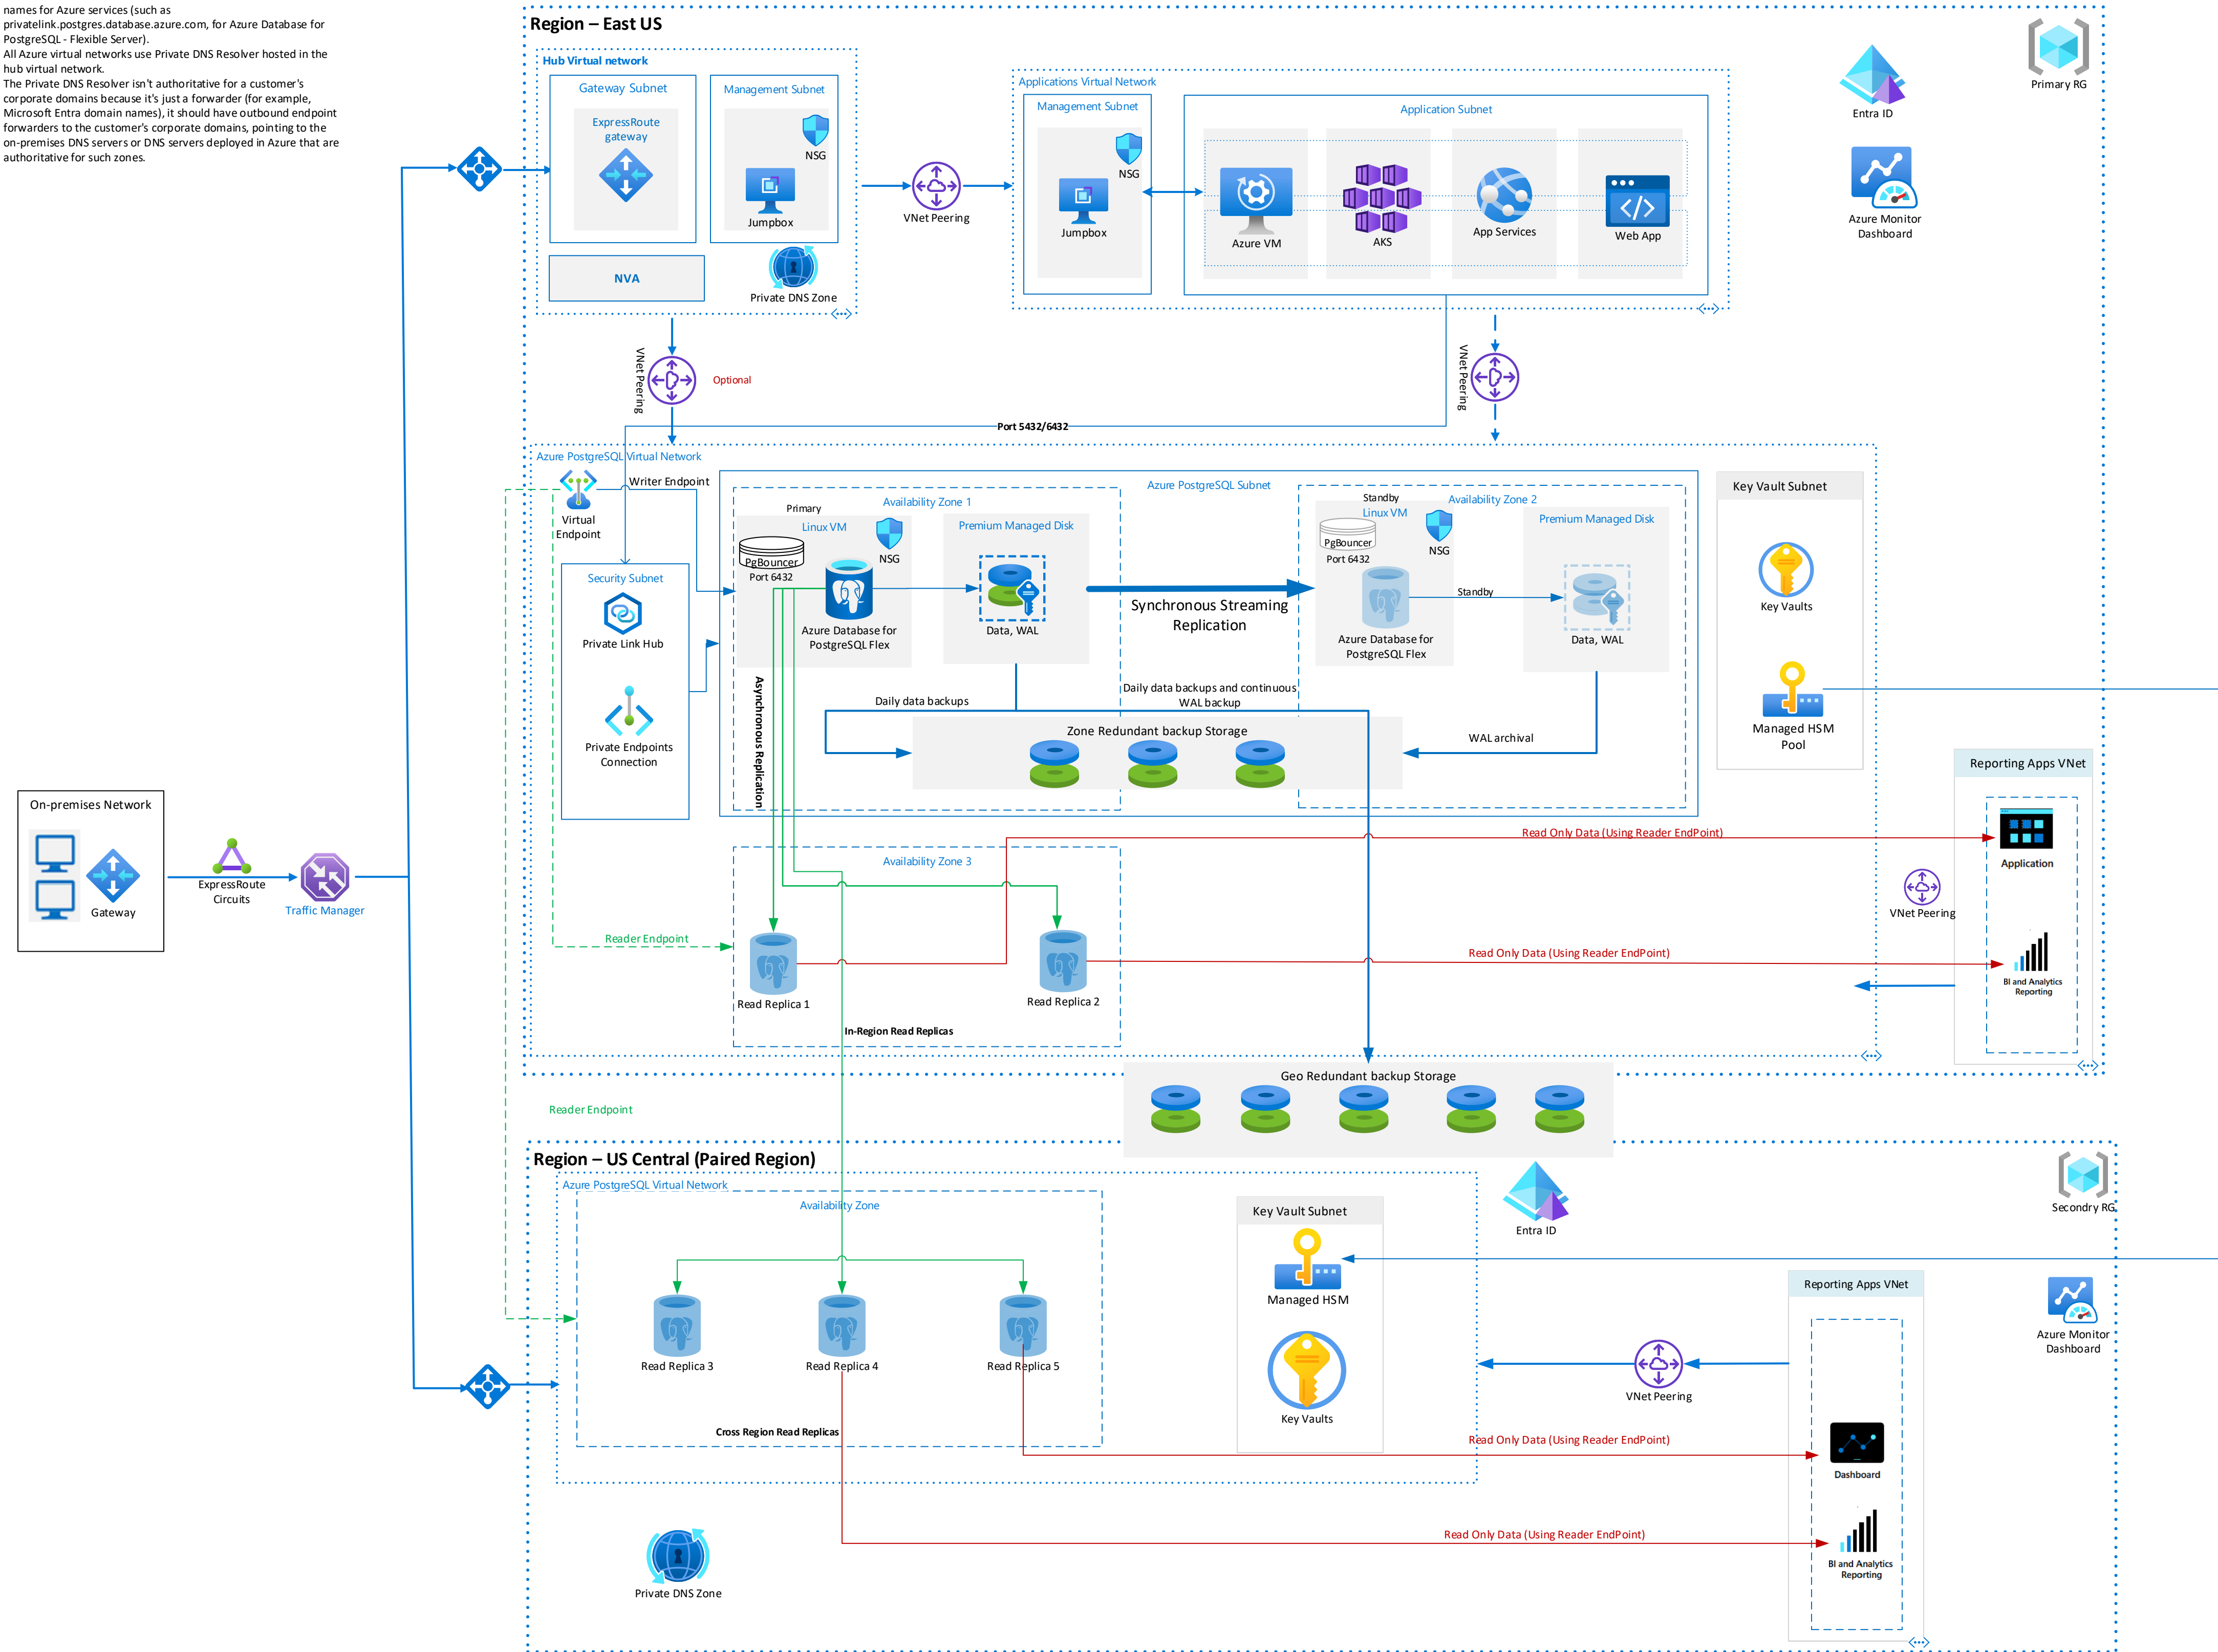 names for Azure services (such as
privatelink.postgres.database.azure.com, for Azure Database for
PostgreSQL - Flexible Server).
All Azure virtual networks use Private DNS Resolver hosted in the
hub virtual network.
The Private DNS Resolver isn't authoritative for a customer's
corporate domains because it's just a forwarder (for example,
Microsoft Entra domain names), it should have outbound endpoint
forwarders to the customer's corporate domains, pointing to the
on-premises DNS servers or DNS servers deployed in Azure that are
authoritative for such zones.
Region – East US
Primary RG
Entra ID
Azure Monitor
Dashboard
Hub Virtual network
Gateway Subnet
ExpressRoute
gateway
Management Subnet
NSG
Jumpbox
NVA
Private DNS Zone
VNet Peering
Applications Virtual Network
Management Subnet
NSG
Jumpbox
Application Subnet
Azure VM
AKS
App Services
Web App
VNet Peering
Optional
VNet Peering
Port 5432/6432
Azure PostgreSQL Virtual Network
Virtual
Endpoint
Writer Endpoint
Security Subnet
Private Link Hub
Private Endpoints
Connection
Azure PostgreSQL Subnet
Availability Zone 1
Primary
Linux VM
NSG
PgBouncer
Port 6432
Azure Database for
PostgreSQL Flex
Premium Managed Disk
Data, WAL
Synchronous Streaming
Replication
Availability Zone 2
Standby
Linux VM
NSG
PgBouncer
Port 6432
Azure Database for
PostgreSQL Flex
Standby
Premium Managed Disk
Data, WAL
Key Vault Subnet
Key Vaults
Managed HSM
Pool
Asynchronous Replication
Daily data backups
Daily data backups and continuous
WAL backup
Zone Redundant backup Storage
WAL archival
Reporting Apps VNet
Application
BI and Analytics
Reporting
VNet Peering
Read Only Data (Using Reader EndPoint)
Read Only Data (Using Reader EndPoint)
On-premises Network
Gateway
ExpressRoute
Circuits
Traffic Manager
Availability Zone 3
Reader Endpoint
Read Replica 1
Read Replica 2
In-Region Read Replicas
Geo Redundant backup Storage
Reader Endpoint
Region – US Central (Paired Region)
Secondry RG
Entra ID
Azure Monitor
Dashboard
Azure PostgreSQL Virtual Network
Availability Zone
Read Replica 3
Read Replica 4
Read Replica 5
Cross Region Read Replicas
Key Vault Subnet
Managed HSM
Key Vaults
VNet Peering
Reporting Apps VNet
Dashboard
BI and Analytics
Reporting
Read Only Data (Using Reader EndPoint)
Read Only Data (Using Reader EndPoint)
Private DNS Zone